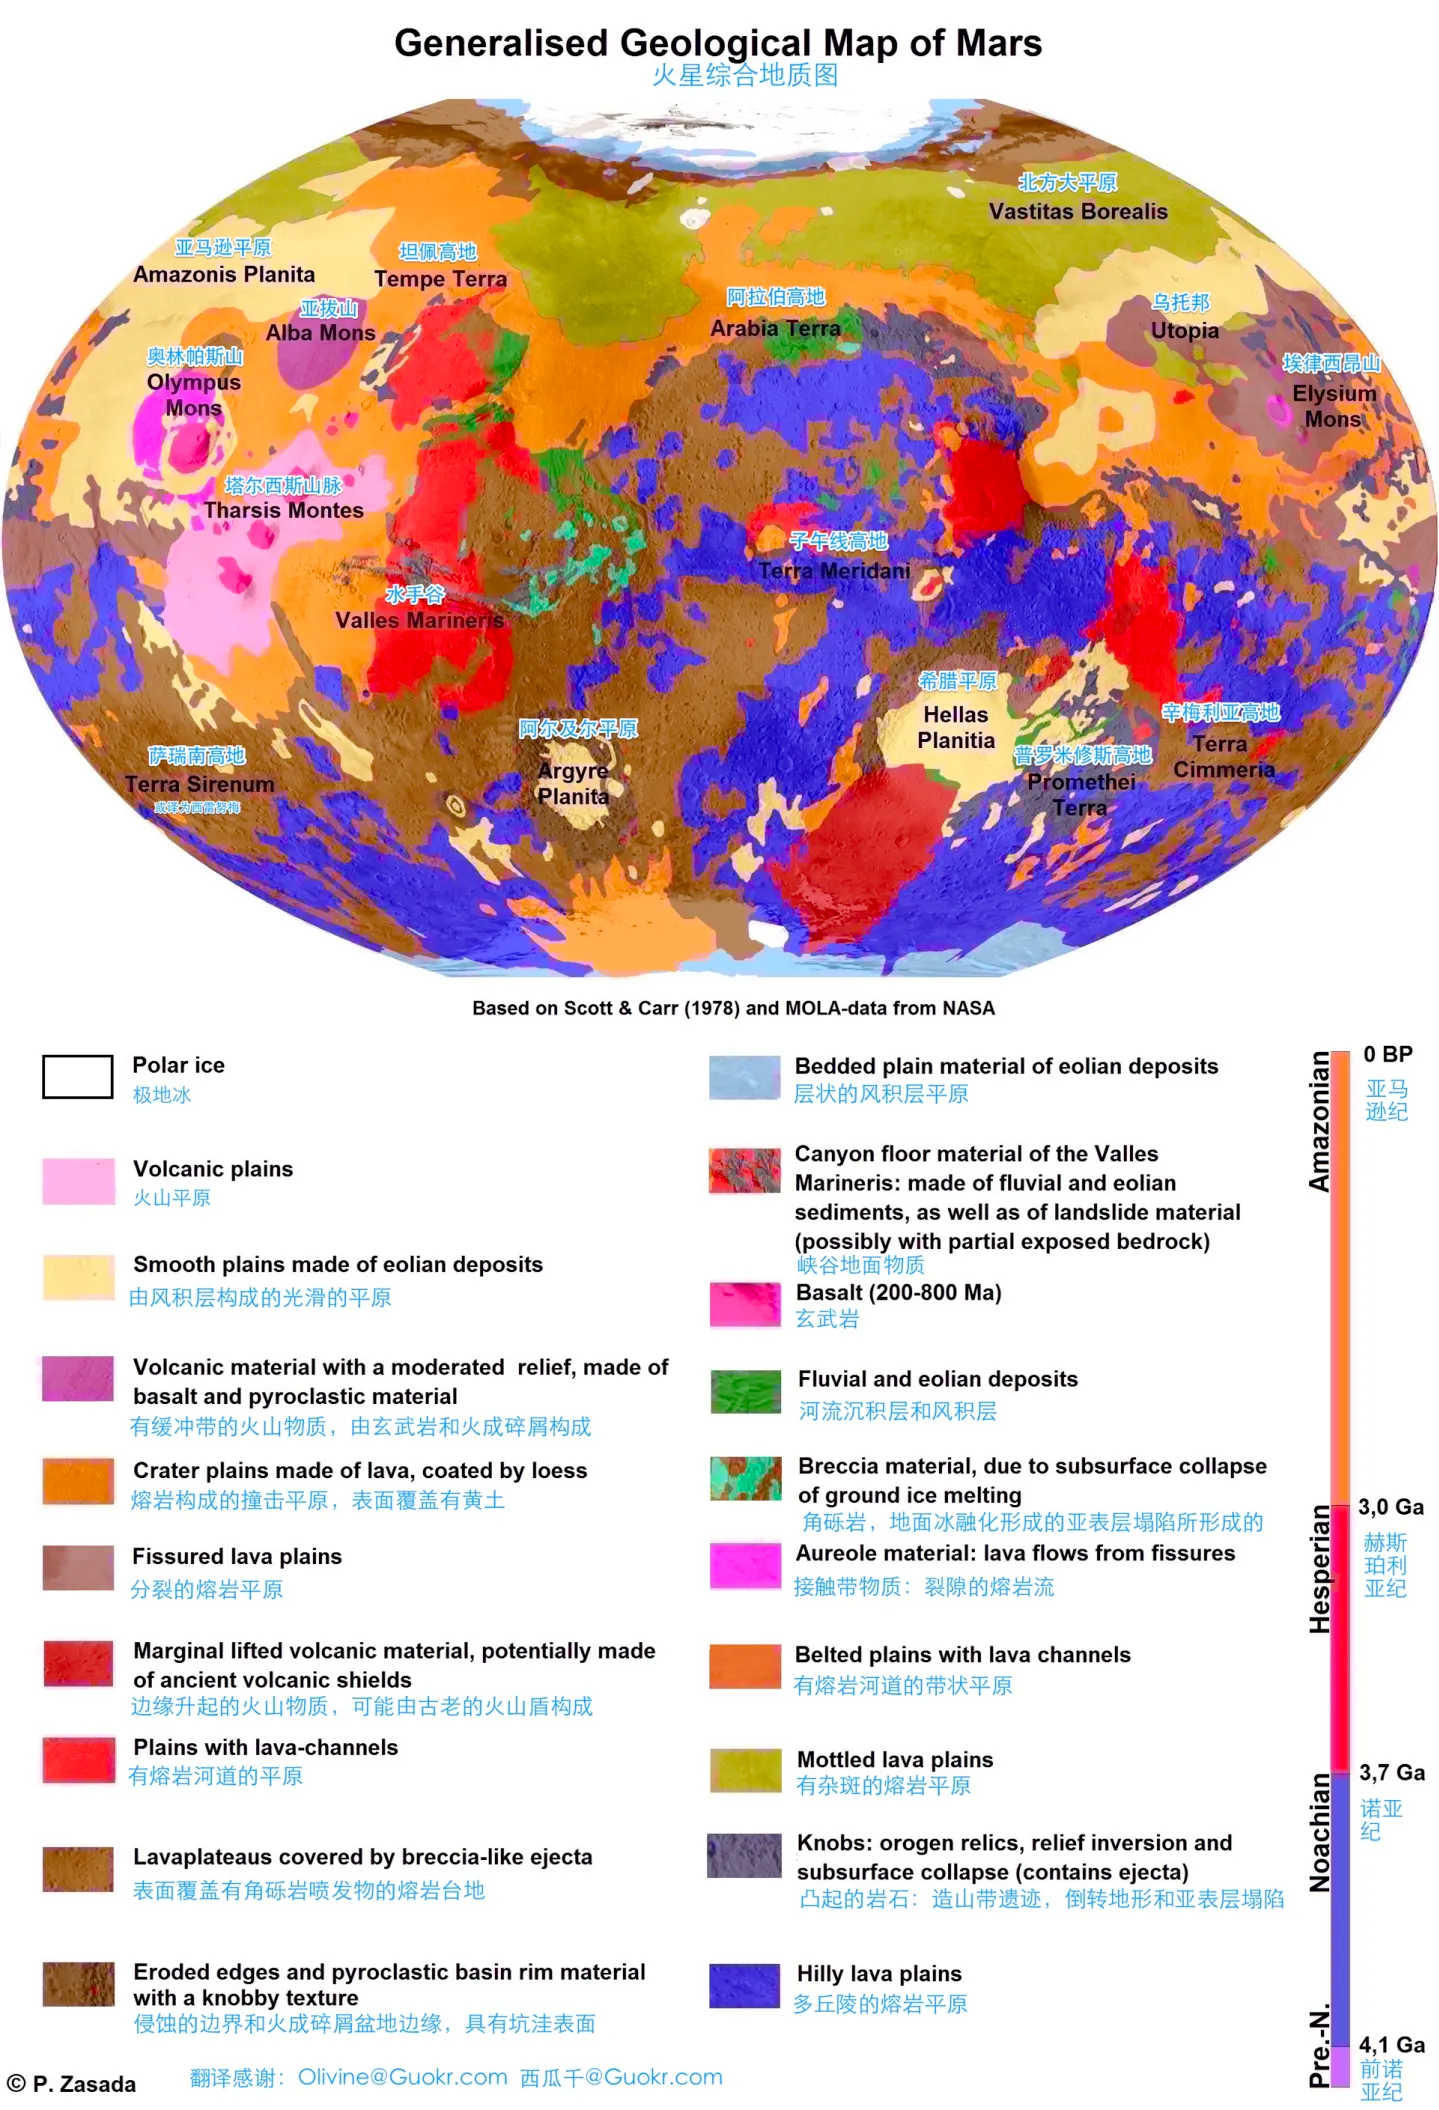 Generalised Geological Map of Mars
火星综合地质图
北方大平原
Vastitas Borealis
亚马逊平原
Amazonis Planita
坦佩高地
Tempe Terra
亚拔山
Alba Mons
阿拉伯高地
Arabia Terra
乌托邦
Utopia
奥林帕斯山
Olympus
Mons
埃律西昂山
Elysium
Mons
塔尔西斯山脉
Tharsis Montes
子午线高地
Terra Meridani
水手谷
Valles Marineris
希腊平原
Hellas
Planitia
阿尔及尔平原
Argyre
Planita
辛梅利亚高地
Terra
Cimmeria
萨瑞南高地
Terra Sirenum
或译为西雷努梅
普罗米修斯高地
Promethei
Terra
Based on Scott & Carr (1978) and MOLA-data from NASA
Polar ice
极地冰
Volcanic plains
火山平原
Smooth plains made of eolian deposits
由风积层构成的光滑的平原
Volcanic material with a moderated relief, made of
basalt and pyroclastic material
有缓冲带的火山物质，由玄武岩和火成碎屑构成
Crater plains made of lava, coated by loess
熔岩构成的撞击平原，表面覆盖有黄土
Fissured lava plains
分裂的熔岩平原
Marginal lifted volcanic material, potentially made
of ancient volcanic shields
边缘升起的火山物质，可能由古老的火山盾构成
Plains with lava-channels
有熔岩河道的平原
Lavaplateaus covered by breccia-like ejecta
表面覆盖有角砾岩喷发物的熔岩台地
Eroded edges and pyroclastic basin rim material
with a knobby texture
侵蚀的边界和火成碎屑盆地边缘，具有坑洼表面
Bedded plain material of eolian deposits
层状的风积层平原
Canyon floor material of the Valles
Marineris: made of fluvial and eolian
sediments, as well as of landslide material
(possibly with partial exposed bedrock)
峡谷地面物质
Basalt (200-800 Ma)
玄武岩
Fluvial and eolian deposits
河流沉积层和风积层
Breccia material, due to subsurface collapse
of ground ice melting
角砾岩，地面冰融化形成的亚表层塌陷所形成的
Aureole material: lava flows from fissures
接触带物质：裂隙的熔岩流
Belted plains with lava channels
有熔岩河道的带状平原
Mottled lava plains
有杂斑的熔岩平原
Knobs: orogen relics, relief inversion and
subsurface collapse (contains ejecta)
凸起的岩石：造山带遗迹，倒转地形和亚表层塌陷
Hilly lava plains
多丘陵的熔岩平原
Amazonian
0 BP
亚马
逊纪
Hesperian
3,0 Ga
赫斯
珀利
亚纪
Noachian
3,7 Ga
诺亚
纪
Pre.-N.
4,1 Ga
前诺
亚纪
© P. Zasada
翻译感谢：Olivine@Guokr.com 西瓜千@Guokr.com